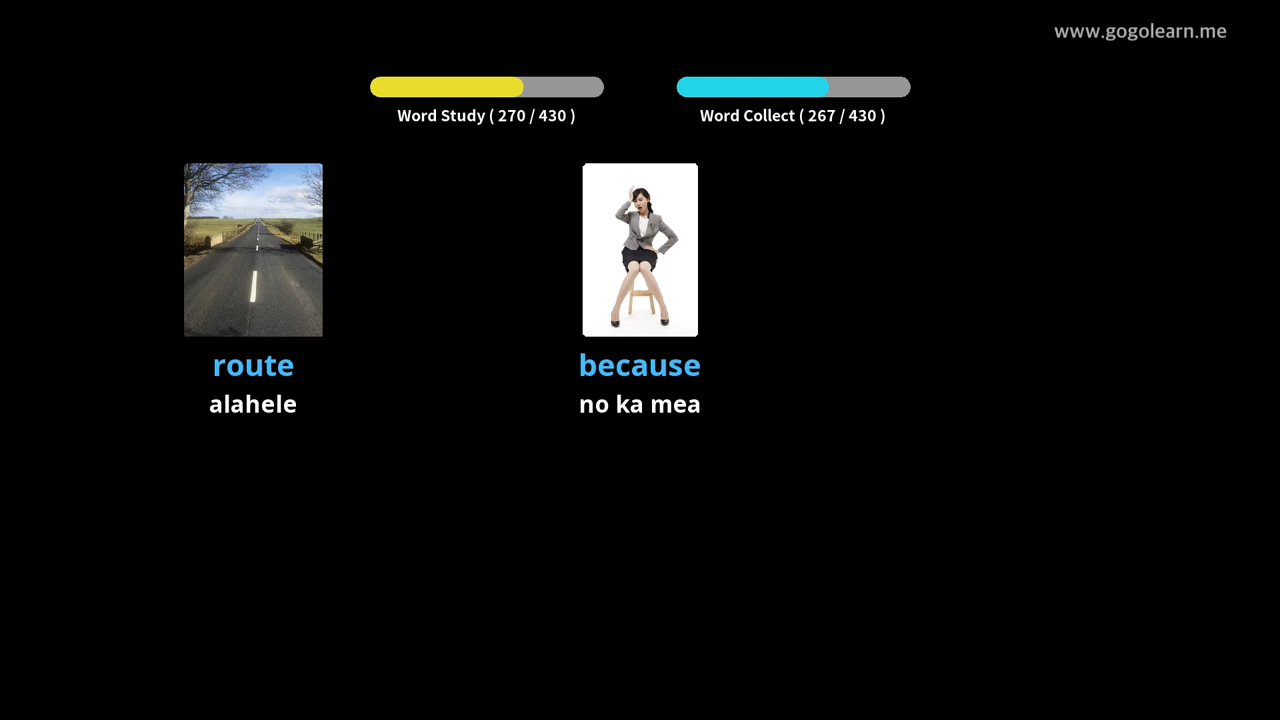 www.gogolearn.me
Word Study ( 270 / 430 )
Word Collect ( 267 / 430 )
route
alahele
because
no ka mea